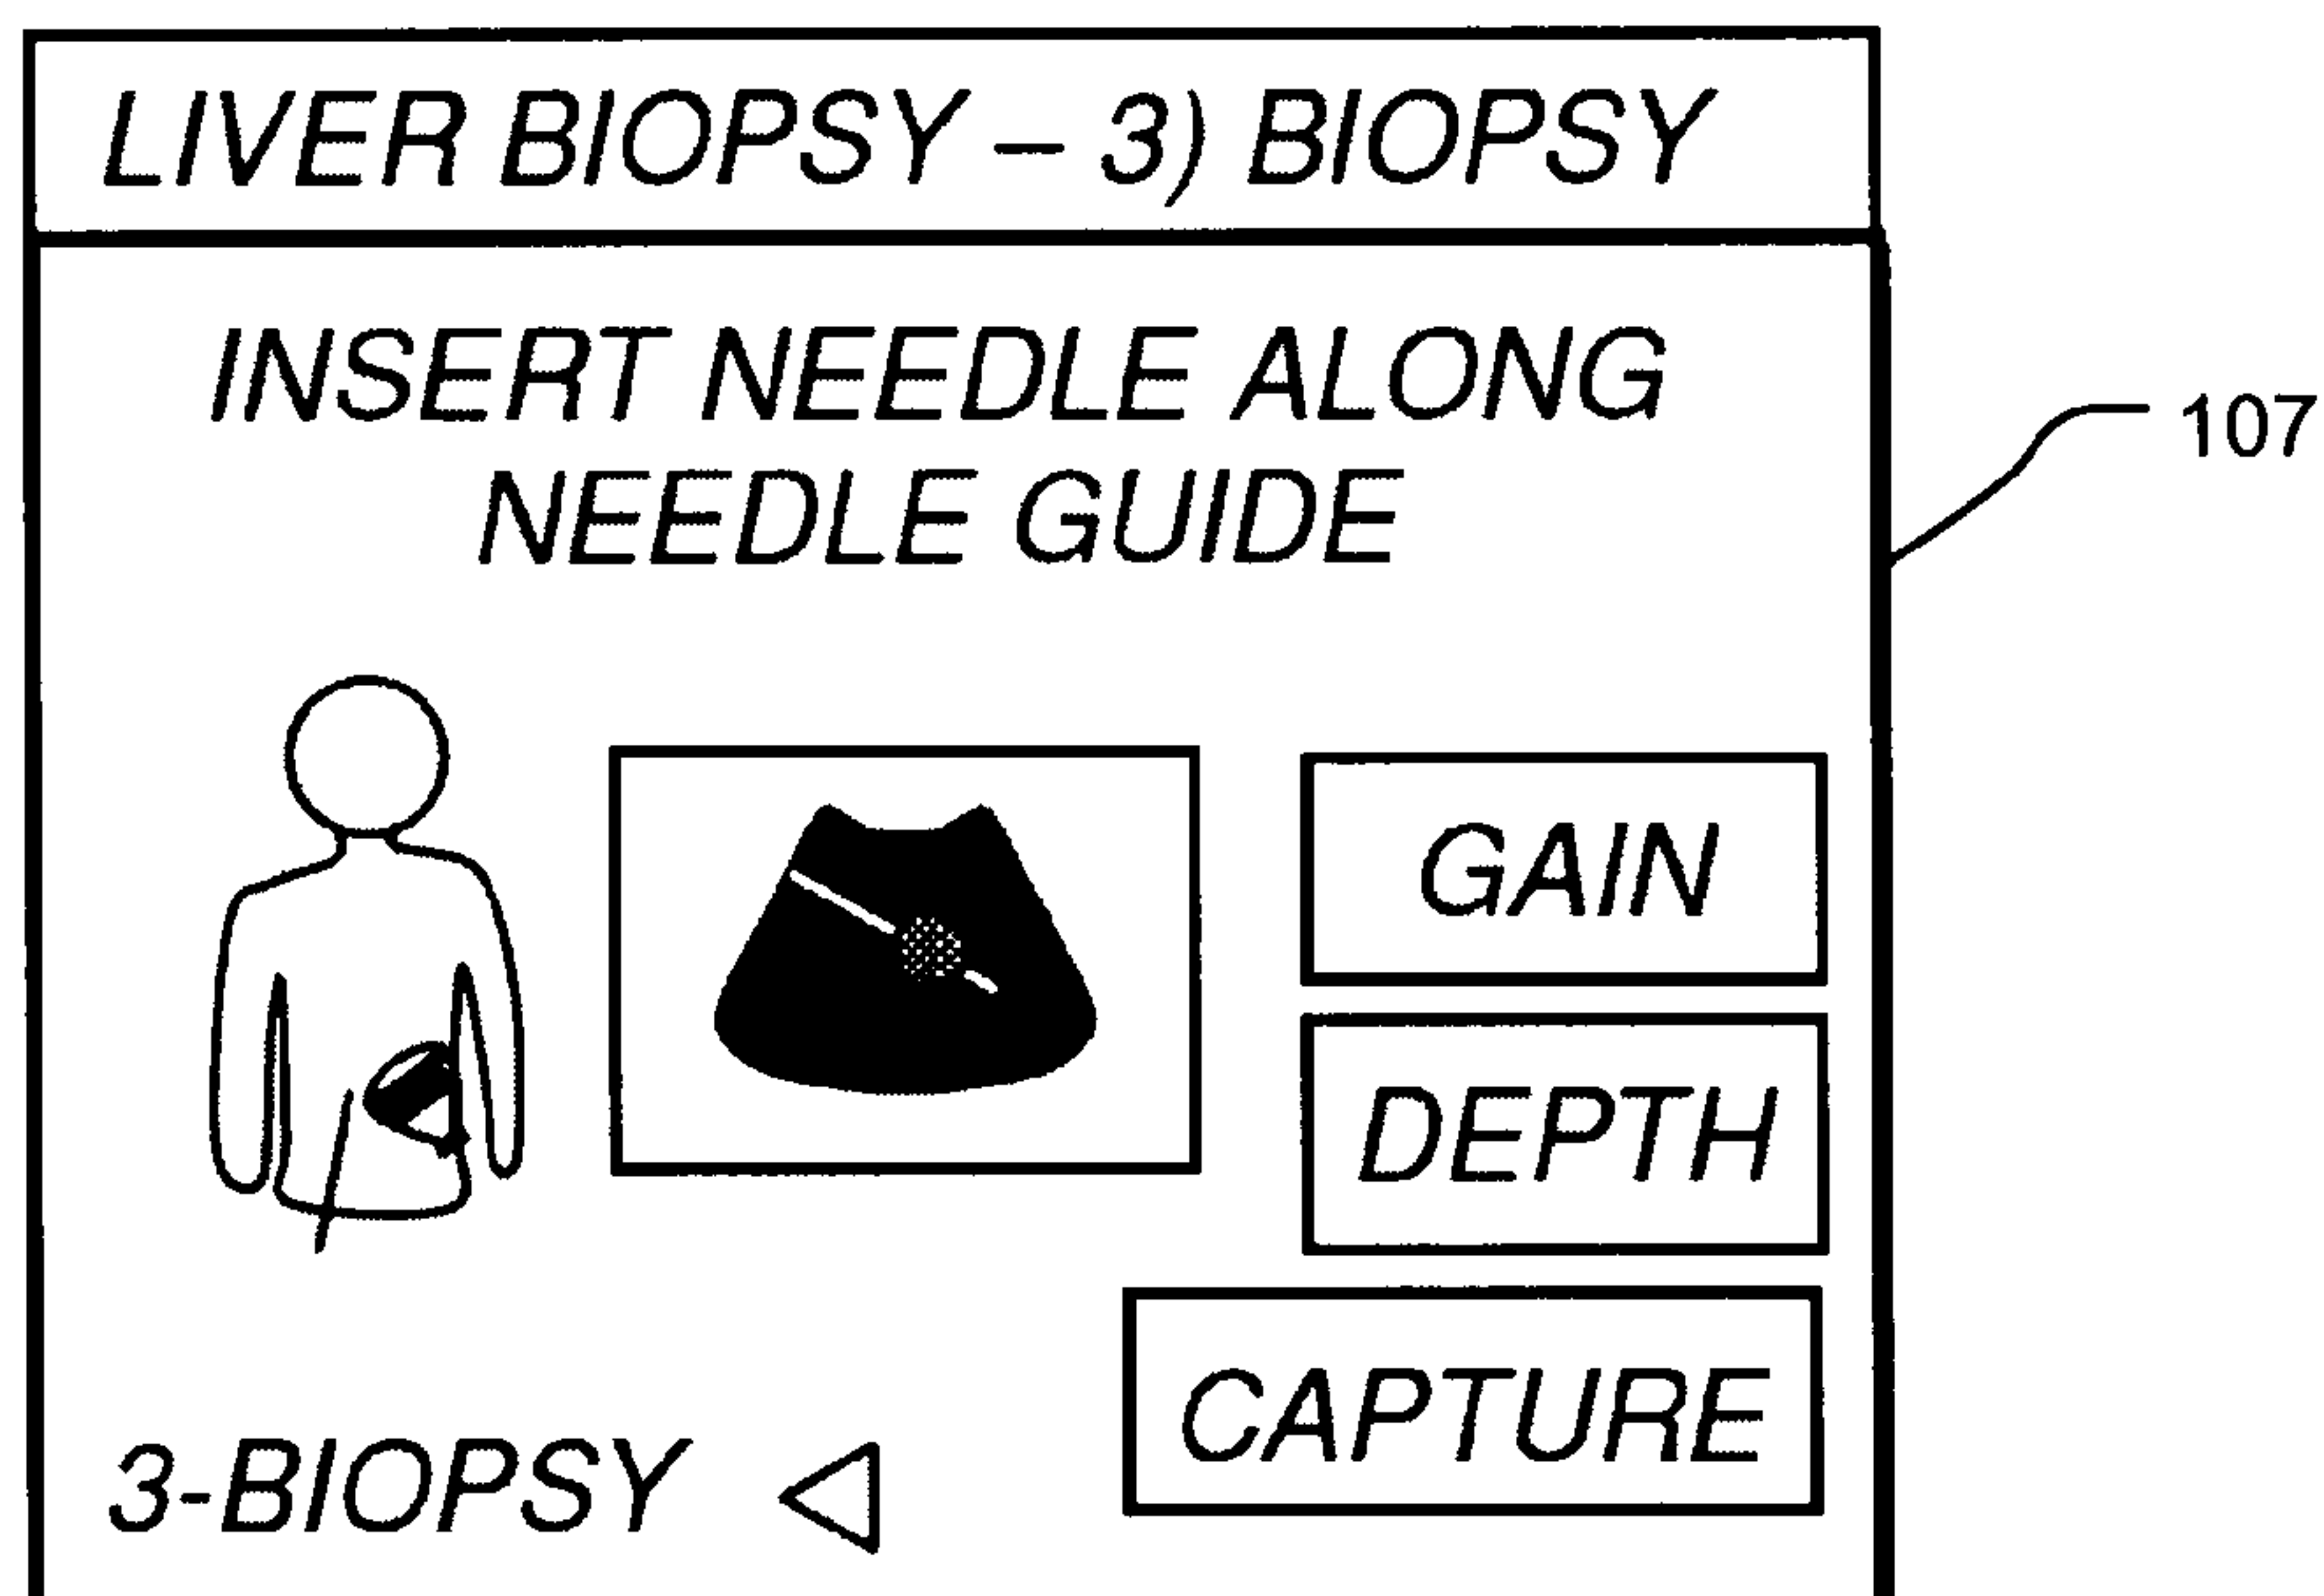 LIVER BIOPSY – 3) BIOPSY
INSERT NEEDLE ALONG
NEEDLE GUIDE
107
GAIN
DEPTH
CAPTURE
3-BIOPSY